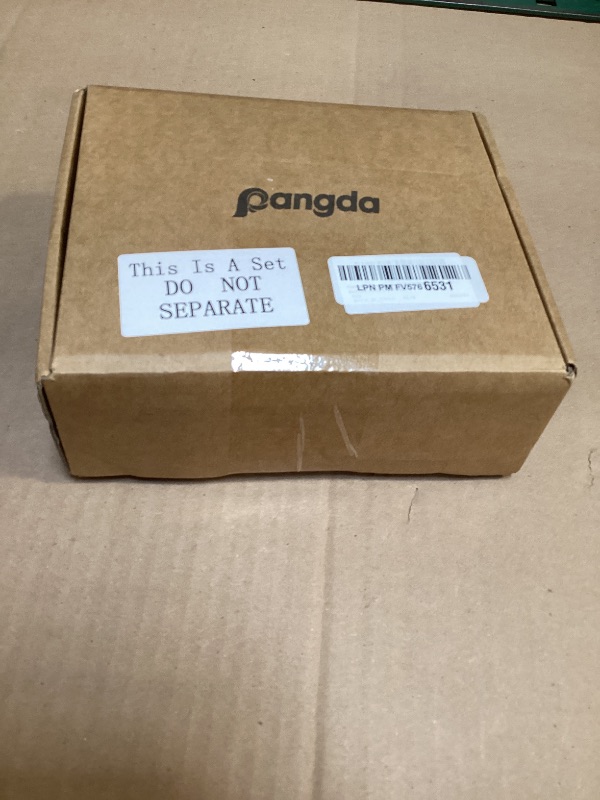 Pangda
This Is A Set
DO NOT
SEPARATE
LPN PM FV576 6531